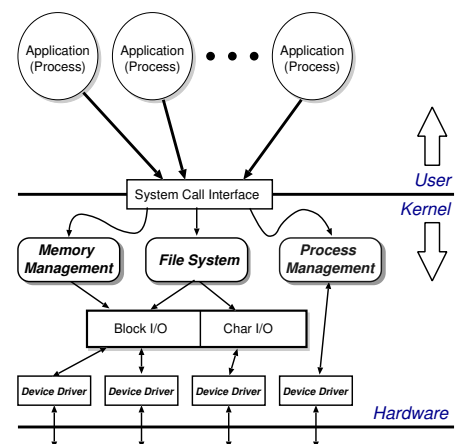 Application
(Process)
Application
(Process)
Application
(Process)
User
System Call Interface
Kernel
Memory
Management
File System
Process
Management
Block I/O
Char I/O
Device Driver
Device Driver
Device Driver
Device Driver
Hardware